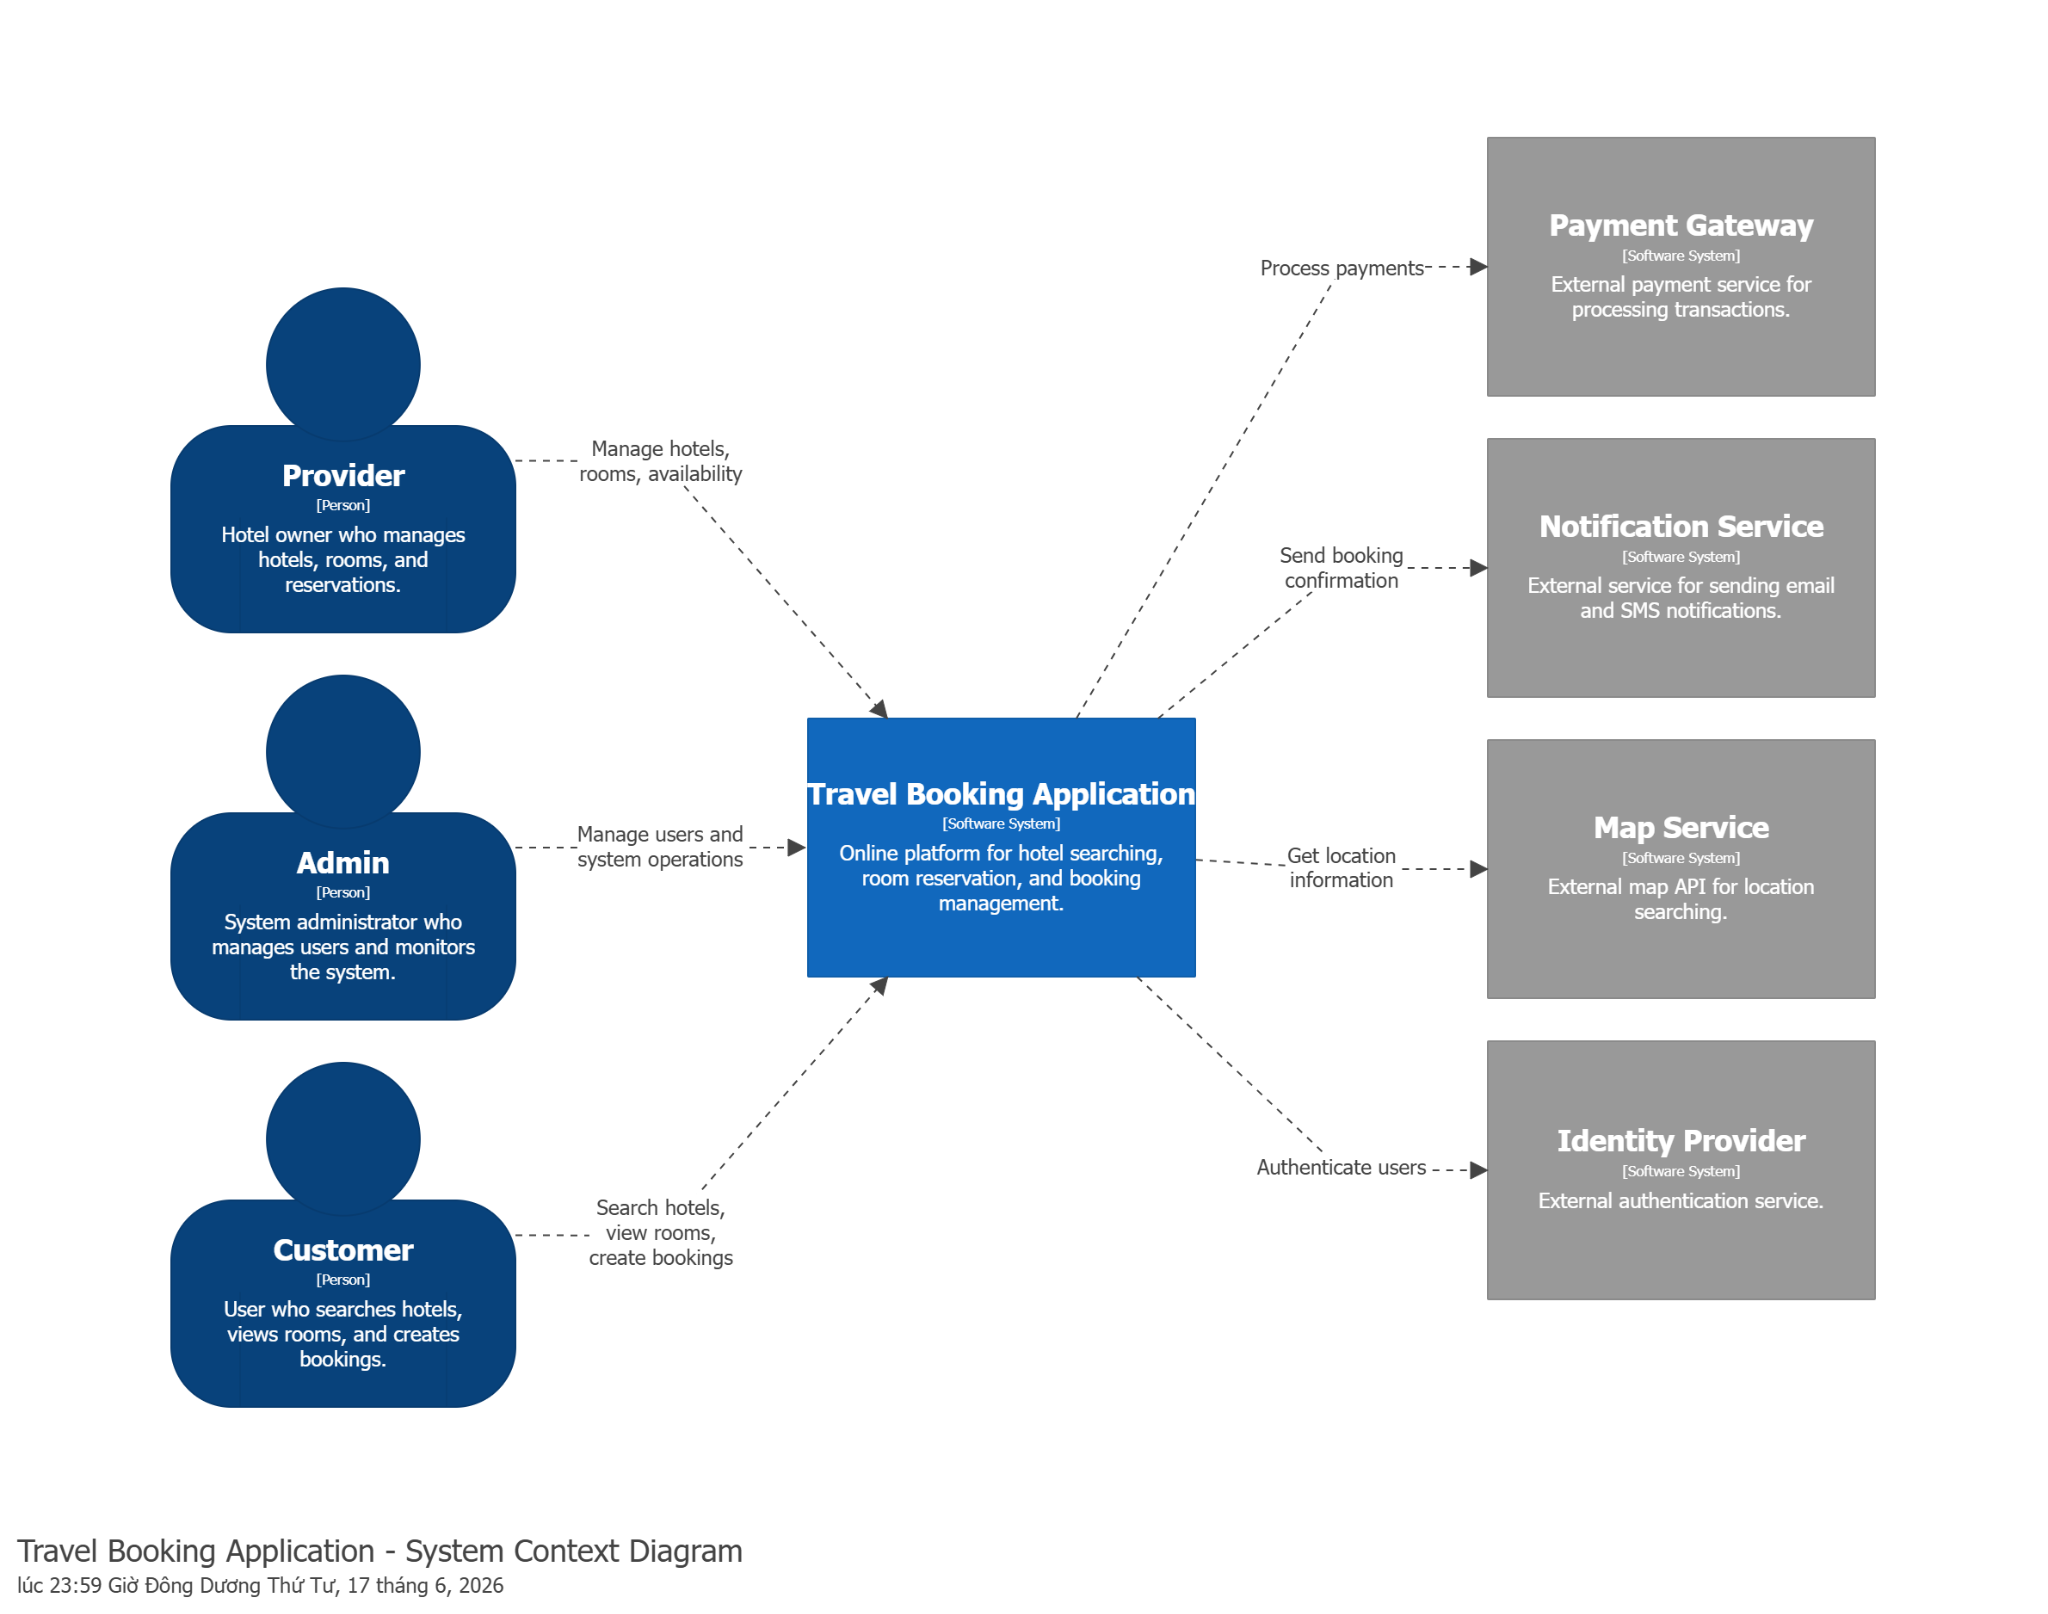 Provider
[Person]
Hotel owner who manages
hotels, rooms, and
reservations.
Manage hotels,
rooms, availability
Admin
[Person]
System administrator who
manages users and monitors
the system.
Manage users and
system operations
Customer
[Person]
User who searches hotels,
views rooms, and creates
bookings.
Search hotels,
view rooms,
create bookings
Travel Booking Application
[Software System]
Online platform for hotel searching,
room reservation, and booking
management.
Process payments
Payment Gateway
[Software System]
External payment service for
processing transactions.
Send booking
confirmation
Notification Service
[Software System]
External service for sending email
and SMS notifications.
Get location
information
Map Service
[Software System]
External map API for location
searching.
Authenticate users
Identity Provider
[Software System]
External authentication service.
Travel Booking Application - System Context Diagram
lúc 23:59 Giờ Đông Dương Thứ Tư, 17 tháng 6, 2026